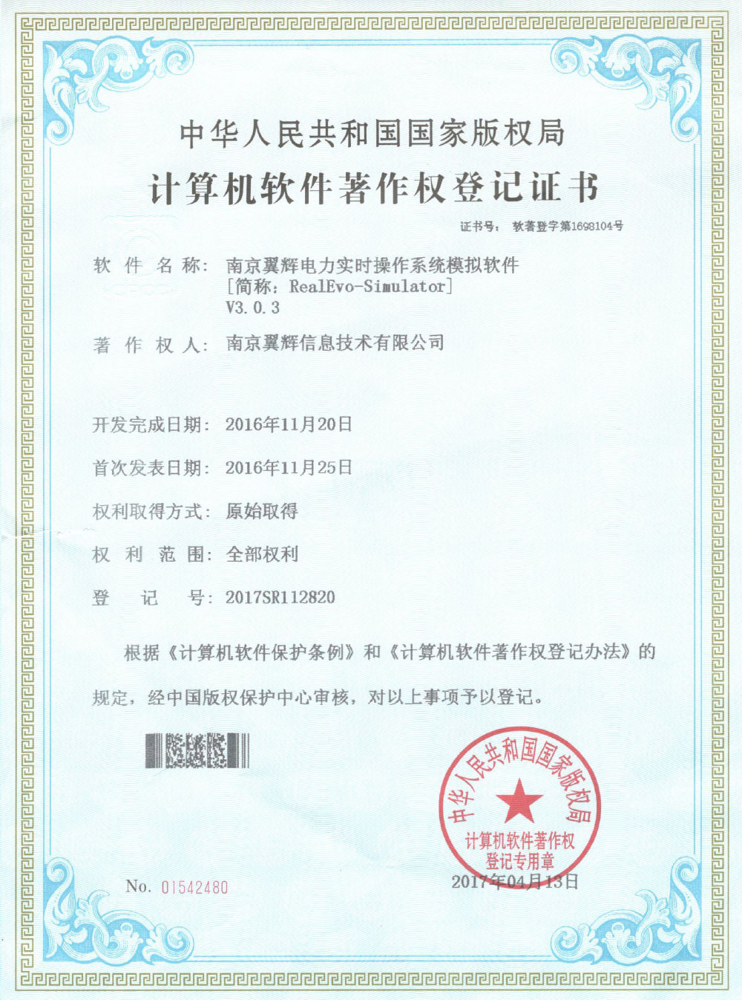 中华人民共和国国家版权局
计算机软件著作权登记证书
证书号： 软著登字第1698104号
软件名称： 南京翼辉电力实时操作系统模拟软件
[简称：RealEvo-Simulator]
V3.0.3
著作权人： 南京翼辉信息技术有限公司
开发完成日期： 2016年11月20日
首次发表日期： 2016年11月25日
权利取得方式： 原始取得
权利范围： 全部权利
登记号： 2017SR112820
根据《计算机软件保护条例》和《计算机软件著作权登记办法》的
规定，经中国版权保护中心审核，对以上事项予以登记。
中华人民共和国国家版权局
计算机软件著作权
登记专用章
2017年04月13日
No. 01542480